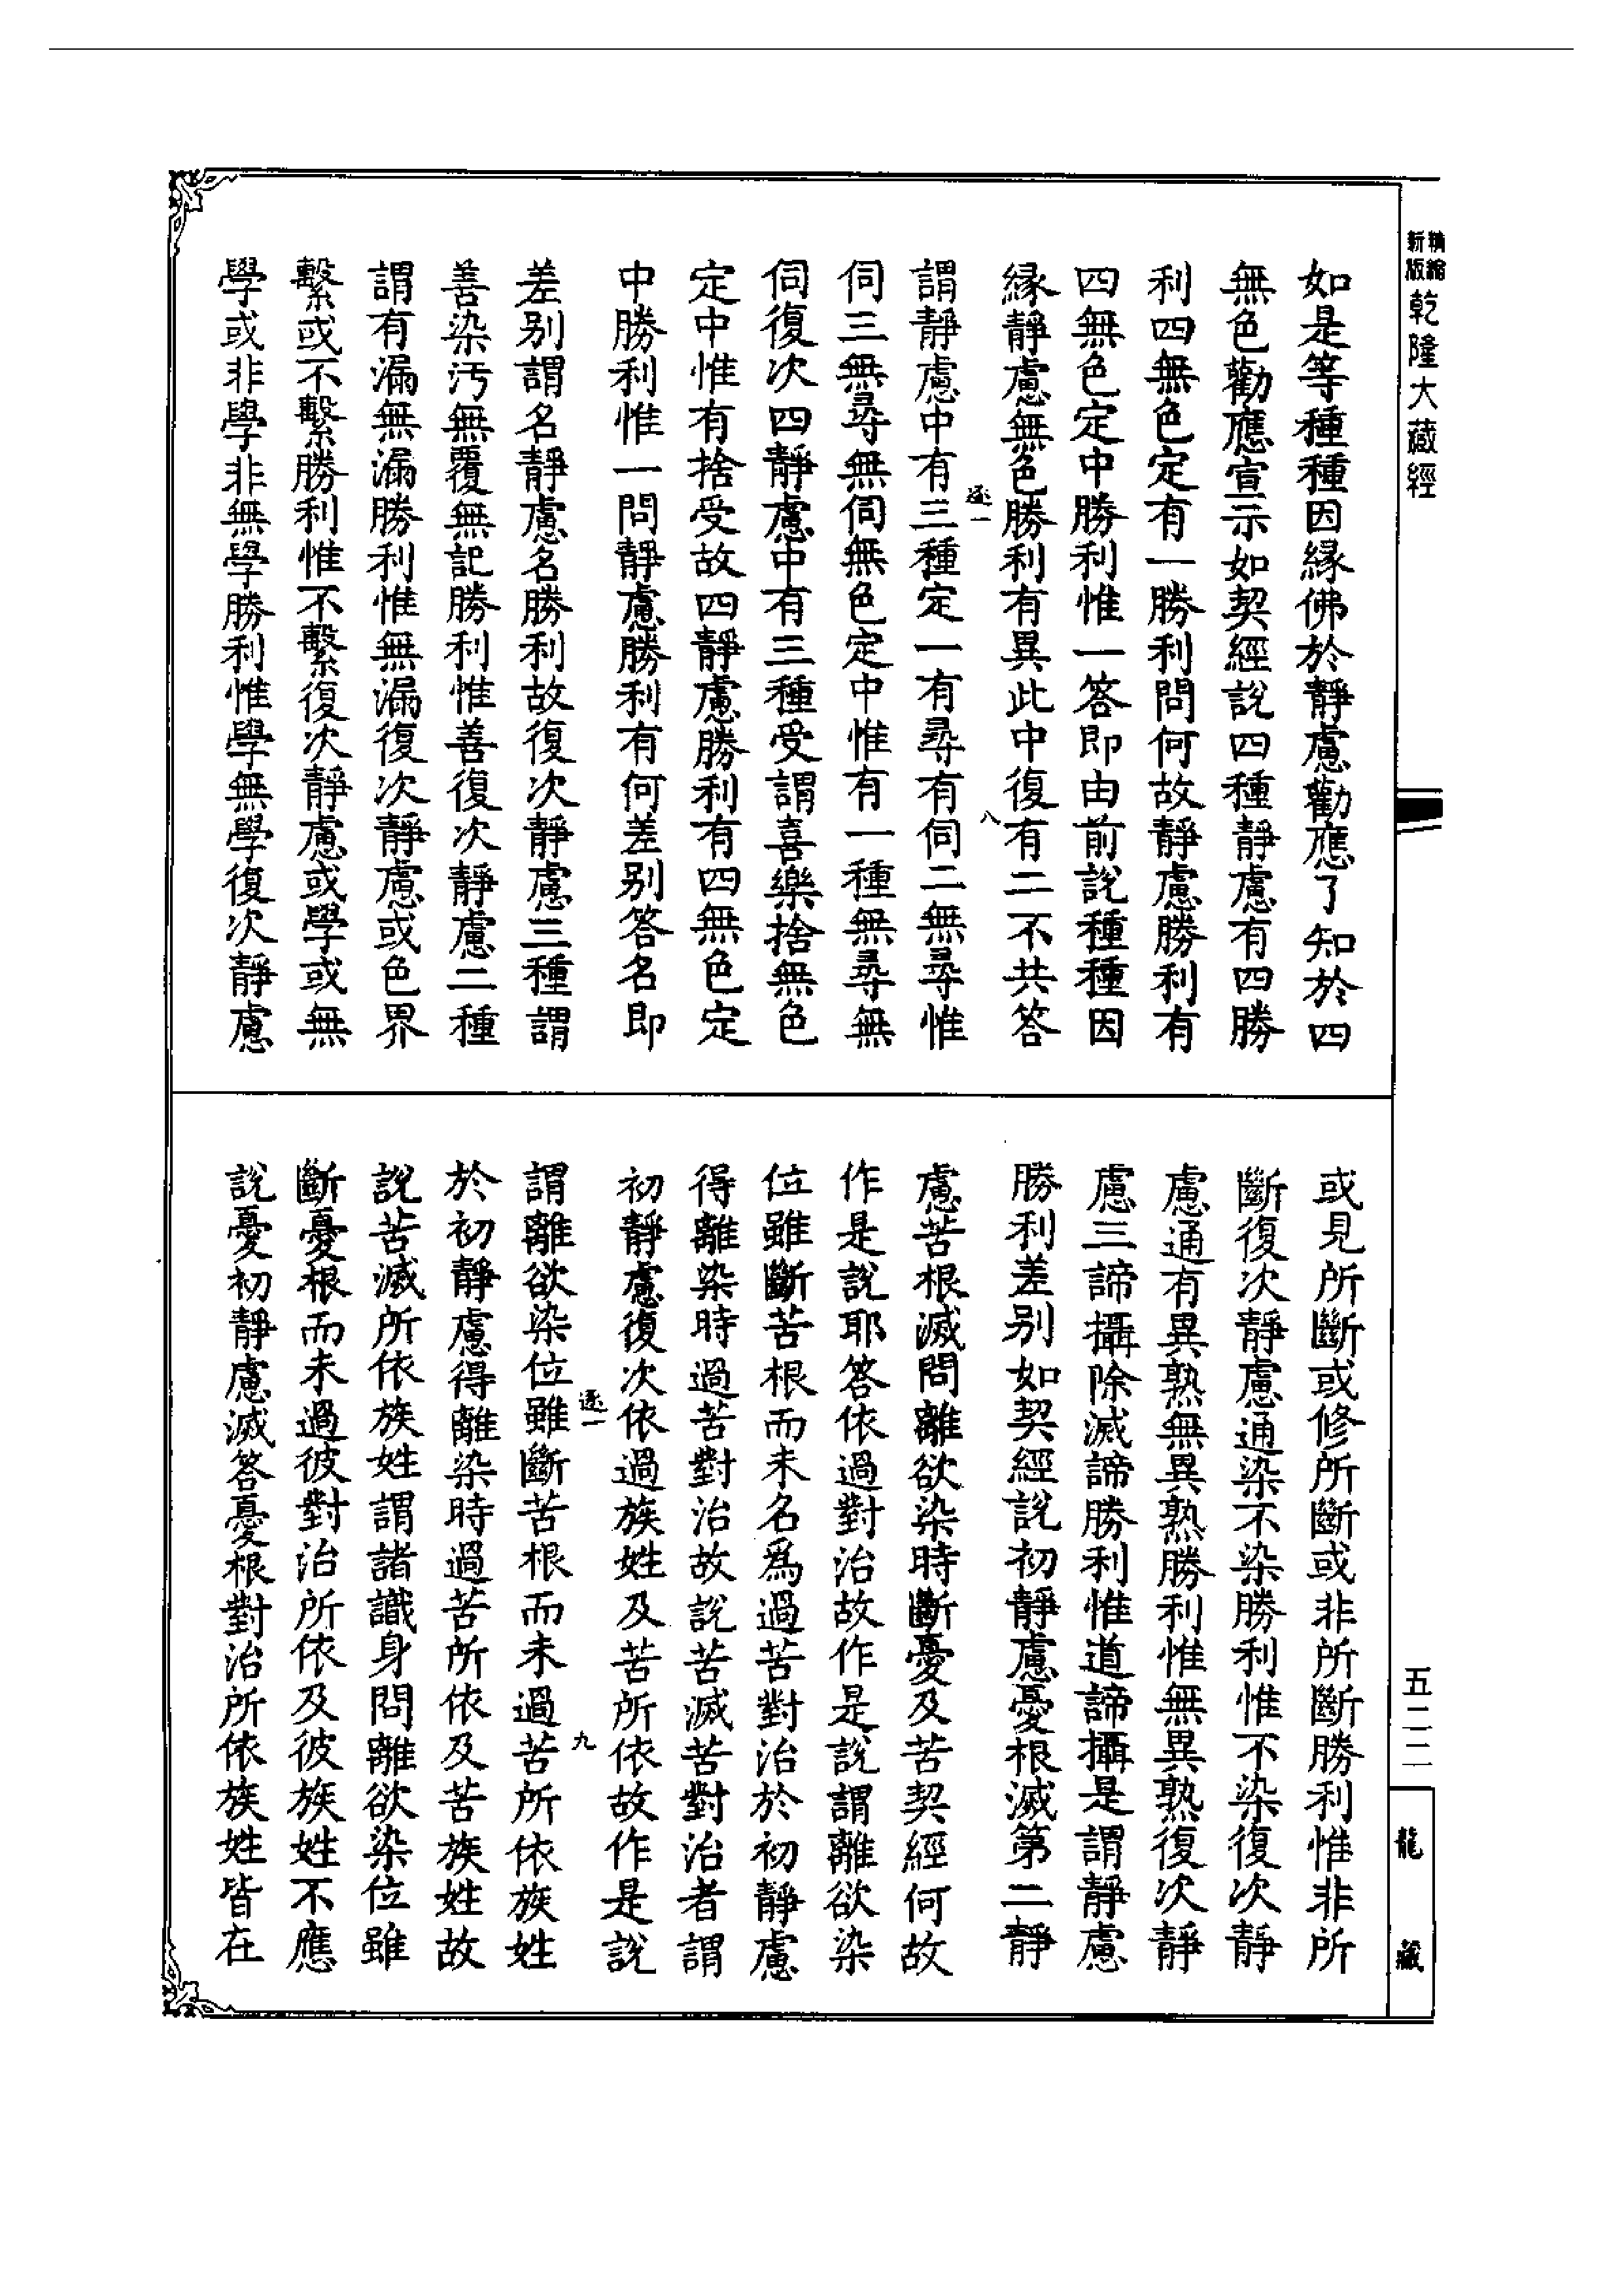 精縮新版乾隆大藏經
如是等種種因緣佛於靜慮勸應了知於四
無色勸應宣示如契經說四種靜慮有四勝
利四無色定有一勝利問何故靜慮勝利有
四無色定中勝利惟一答即由前說種種因
緣靜慮無色勝利有異此中復有二不共答
逐一
八
謂靜慮中有三種定一有尋有伺二無尋惟
伺三無尋無伺無色定中惟有一種無尋無
伺復次四靜慮中有三種受謂喜樂捨無色
定中惟有捨受故四靜慮勝利有四無色定
中勝利惟一問靜慮勝利有何差别答名即
差别謂名靜慮名勝利故復次靜慮三種謂
善染汚無覆無記勝利惟善復次靜慮二種
謂有漏無漏勝利惟無漏復次靜慮或色界
繫或不繫勝利惟不繫復次靜慮或學或無
學或非學非無學勝利惟學無學復次靜慮
或見所斷或修所斷或非所斷勝利惟非所
斷復次靜慮通染不染勝利惟不染復次靜
慮通有異熟無異熟勝利惟無異熟復次靜
慮三諦攝除滅諦勝利惟道諦攝是謂靜慮
勝利差别如契經說初靜慮憂根滅第二靜
慮苦根滅問離欲染時斷憂及苦契經何故
作是說耶答依過對治故作是說謂離欲染
位雖斷苦根而未名爲過苦對治於初靜慮
得離染時過苦對治故說苦滅苦對治者謂
初靜慮復次依過族姓及苦所依故作是說
逐一
九
謂離欲染位雖斷苦根而未過苦所依族姓
於初靜慮得離染時過苦所依及苦族姓故
說苦滅所依族姓謂諸識身問離欲染位雖
斷憂根而未過彼對治所依及彼族姓不應
說憂初靜慮滅答憂根對治所依族姓皆在
五二二
龍藏